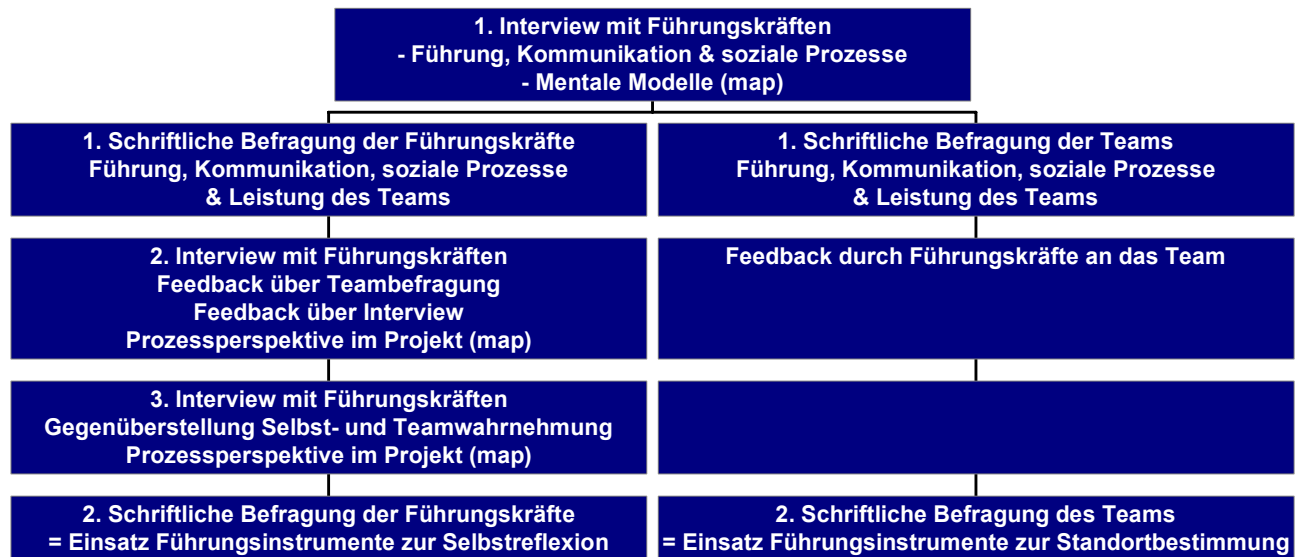 1. Interview mit Führungskräften
- Führung, Kommunikation & soziale Prozesse
- Mentale Modelle (map)
1. Schriftliche Befragung der Führungskräfte
Führung, Kommunikation, soziale Prozesse
& Leistung des Teams
1. Schriftliche Befragung der Teams
Führung, Kommunikation, soziale Prozesse
& Leistung des Teams
2. Interview mit Führungskräften
Feedback über Teambefragung
Feedback über Interview
Prozessperspektive im Projekt (map)
Feedback durch Führungskräfte an das Team
3. Interview mit Führungskräften
Gegenüberstellung Selbst- und Teamwahrnehmung
Prozessperspektive im Projekt (map)
2. Schriftliche Befragung der Führungskräfte
= Einsatz Führungsinstrumente zur Selbstreflexion
2. Schriftliche Befragung des Teams
= Einsatz Führungsinstrumente zur Standortbestimmung